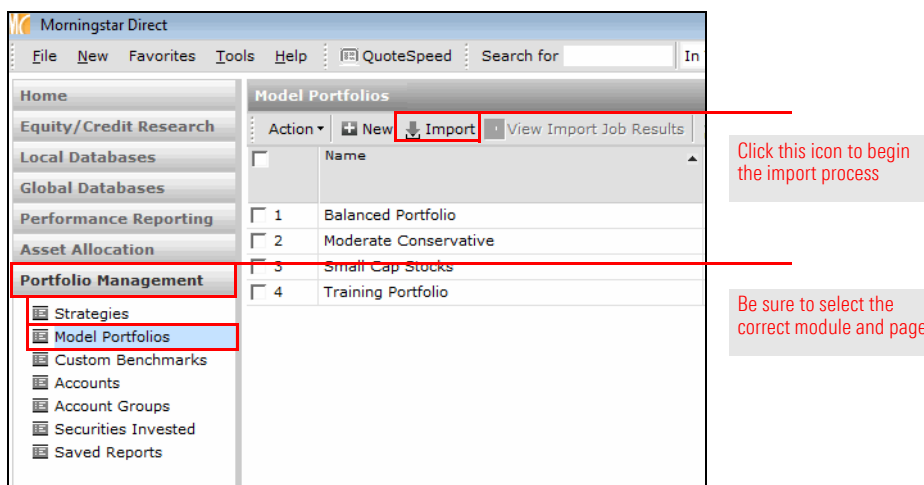 Morningstar Direct
File New Favorites Tools Help QuoteSpeed Search for In
Home
Equity/Credit Research
Local Databases
Global Databases
Performance Reporting
Asset Allocation
Portfolio Management
Strategies
Model Portfolios
Custom Benchmarks
Accounts
Account Groups
Securities Invested
Saved Reports
Model Portfolios
Action New Import View Import Job Results
Name
1 Balanced Portfolio
2 Moderate Conservative
3 Small Cap Stocks
4 Training Portfolio
Click this icon to begin
the import process
Be sure to select the
correct module and page